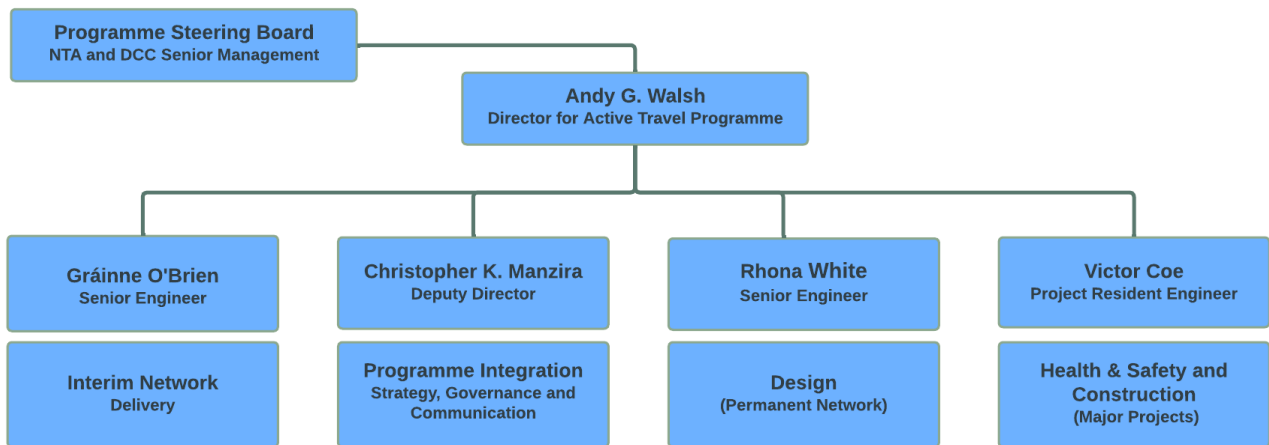 Programme Steering Board
NTA and DCC Senior Management
Andy G. Walsh
Director for Active Travel Programme
Gráinne O'Brien
Senior Engineer
Christopher K. Manzira
Deputy Director
Rhona White
Senior Engineer
Victor Coe
Project Resident Engineer
Interim Network
Delivery
Programme Integration
Strategy, Governance and
Communication
Design
(Permanent Network)
Health & Safety and
Construction
(Major Projects)